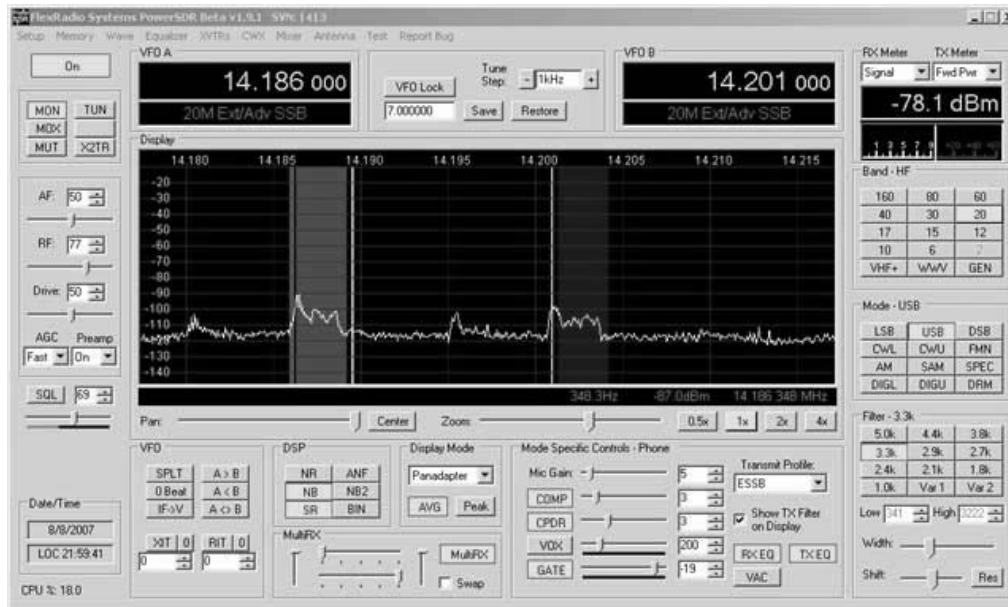 FlexRadio Systems PowerSDR Beta v1.9.1 SVN: 1413
Setup Memory Wave Equalizer XVTRs CWX Mixer Antenna Test Report Bug
On
MON TUN
MOX
MUT X2TR
AF: 50
RF: 77
Drive: 50
AGC Preamp
Fast On
SQL 69
Date/Time
8/8/2007
LOC 21:59:41
CPU %: 18.0
VFO A
14.186 000
20M Ext/Adv SSB
VFO Lock
Tune Step: - 1kHz +
7.000000 Save Restore
VFO B
14.201 000
20M Ext/Adv SSB
RX Meter TX Meter
Signal Fwd Pwr
-78.1 dBm
1 3 5 7 9
Display
14.180 14.185 14.190 14.195 14.200 14.205 14.210 14.215
-20
-30
-40
-50
-60
-70
-80
-90
-100
-110
-120
-130
-140
348.3Hz -87.0dBm 14.186 348 MHz
Pan: Center Zoom: 0.5x 1x 2x 4x
Band - HF
160 80 60
40 30 20
17 15 12
10 6 2
VHF+ WWV GEN
Mode - USB
LSB USB DSB
CWL CWU FMN
AM SAM SPEC
DIGL DIGU DRM
Filter - 3.3k
5.0k 4.4k 3.8k
3.3k 2.9k 2.7k
2.4k 2.1k 1.8k
1.0k Var 1 Var 2
Low 341 High 3222
Width:
Shift: Res
VFO
SPLT A > B
0 Beat A < B
IF->V A <> B
XIT 0 RIT 0
0 0
DSP
NR ANF
NB NB2
SR BIN
Display Mode
Panadapter
AVG Peak
MultiRX
MultiRX
Swap
Mode Specific Controls - Phone
Mic Gain: 5
COMP 3
CPDR 3
VOX 200
GATE -19
Transmit Profile:
ESSB
Show TX Filter on Display
RX EQ TX EQ
VAC